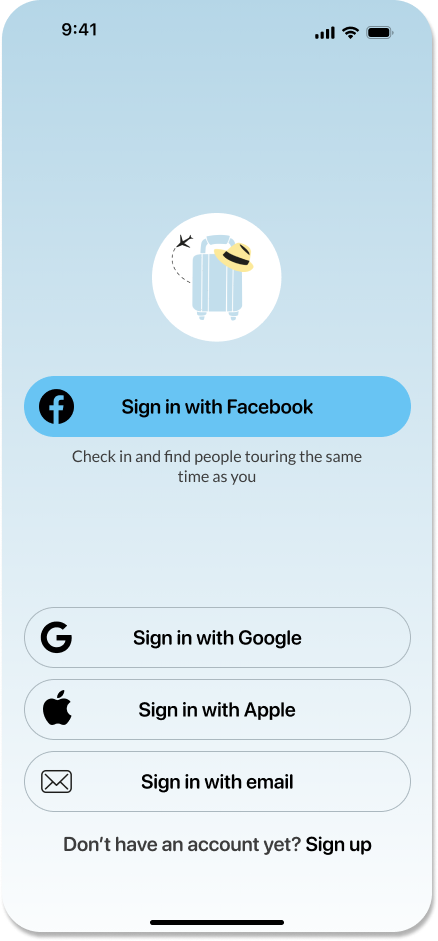 9:41
Sign in with Facebook
Check in and find people touring the same
time as you
Sign in with Google
Sign in with Apple
Sign in with email
Don’t have an account yet? Sign up